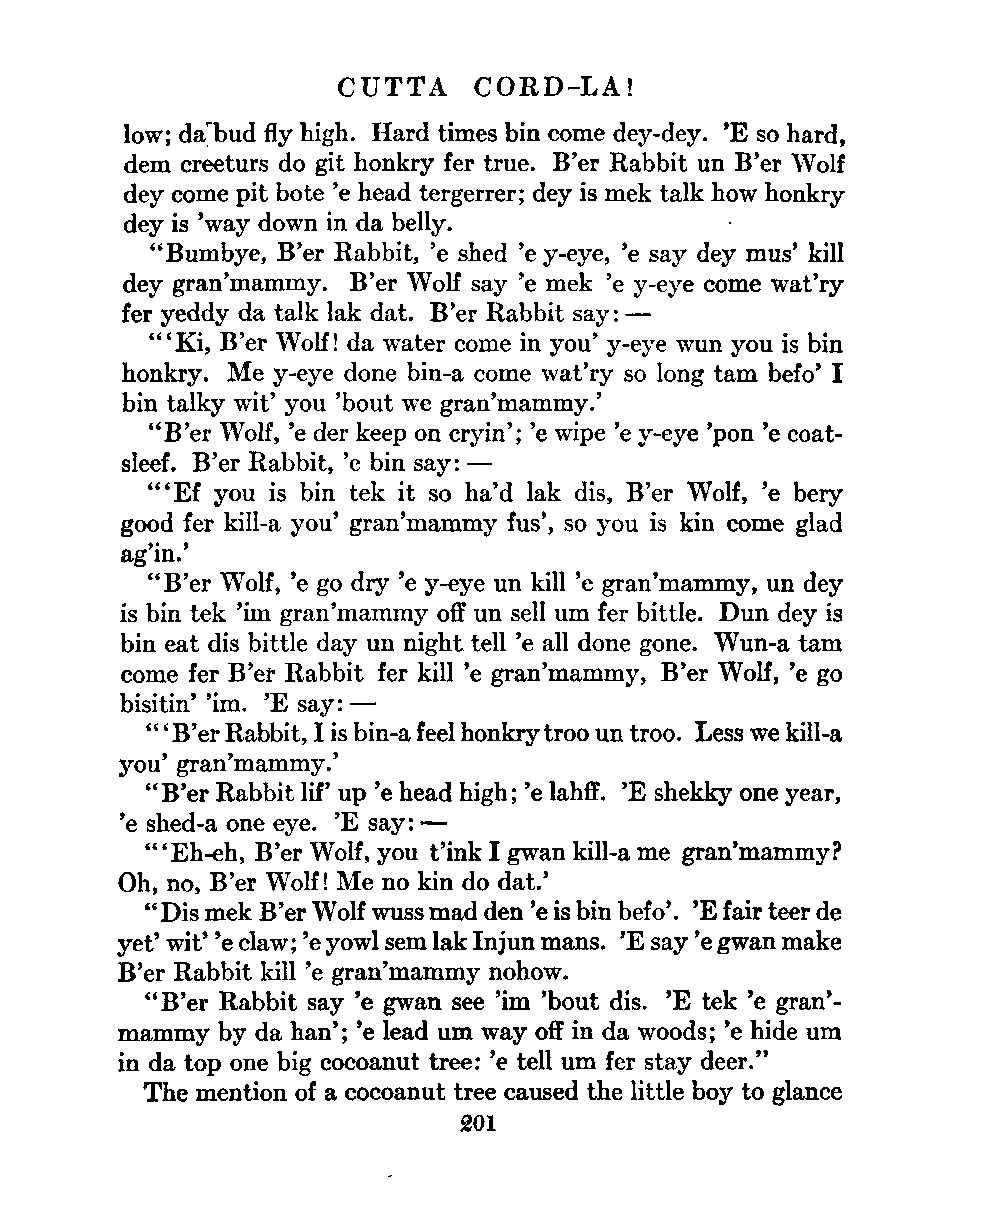 CUTTA CORD-LA!
low; da bud fly high. Hard times bin come dey-dey. ’E so hard,
dem creeturs do git honkry fer true. B’er Rabbit un B’er Wolf
dey come pit bote ’e head tergerrer; dey is mek talk how honkry
dey is ’way down in da belly.
“Bumbye, B’er Rabbit, ’e shed ’e y-eye, ’e say dey mus’ kill
dey gran’mammy. B’er Wolf say ’e mek ’e y-eye come wat’ry
fer yeddy da talk lak dat. B’er Rabbit say: —
“‘Ki, B’er Wolf! da water come in you’ y-eye wun you is bin
honkry. Me y-eye done bin-a come wat’ry so long tam befo’ I
bin talky wit’ you ’bout we gran’mammy.’
“B’er Wolf, ’e der keep on cryin’; ’e wipe ’e y-eye ’pon ’e coat-
sleef. B’er Rabbit, ’e bin say: —
“‘Ef you is bin tek it so ha’d lak dis, B’er Wolf, ’e bery
good fer kill-a you’ gran’mammy fus’, so you is kin come glad
ag’in.’
“B’er Wolf, ’e go dry ’e y-eye un kill ’e gran’mammy, un dey
is bin tek ’im gran’mammy off un sell um fer bittle. Dun dey is
bin eat dis bittle day un night tell ’e all done gone. Wun-a tam
come fer B’er Rabbit fer kill ’e gran’mammy, B’er Wolf, ’e go
bisitin’ ’im. ’E say: —
“‘B’er Rabbit, I is bin-a feel honkry troo un troo. Less we kill-a
you’ gran’mammy.’
“B’er Rabbit lif’ up ’e head high; ’e lahff. ’E shekky one year,
’e shed-a one eye. ’E say: —
“‘Eh-eh, B’er Wolf, you t’ink I gwan kill-a me gran’mammy?
Oh, no, B’er Wolf! Me no kin do dat.’
“Dis mek B’er Wolf wuss mad den ’e is bin befo’. ’E fair teer de
yet’ wit’ ’e claw; ’e yowl sem lak Injun mans. ’E say ’e gwan make
B’er Rabbit kill ’e gran’mammy nohow.
“B’er Rabbit say ’e gwan see ’im ’bout dis. ’E tek ’e gran’-
mammy by da han’; ’e lead um way off in da woods; ’e hide um
in da top one big cocoanut tree: ’e tell um fer stay deer.”
The mention of a cocoanut tree caused the little boy to glance
201